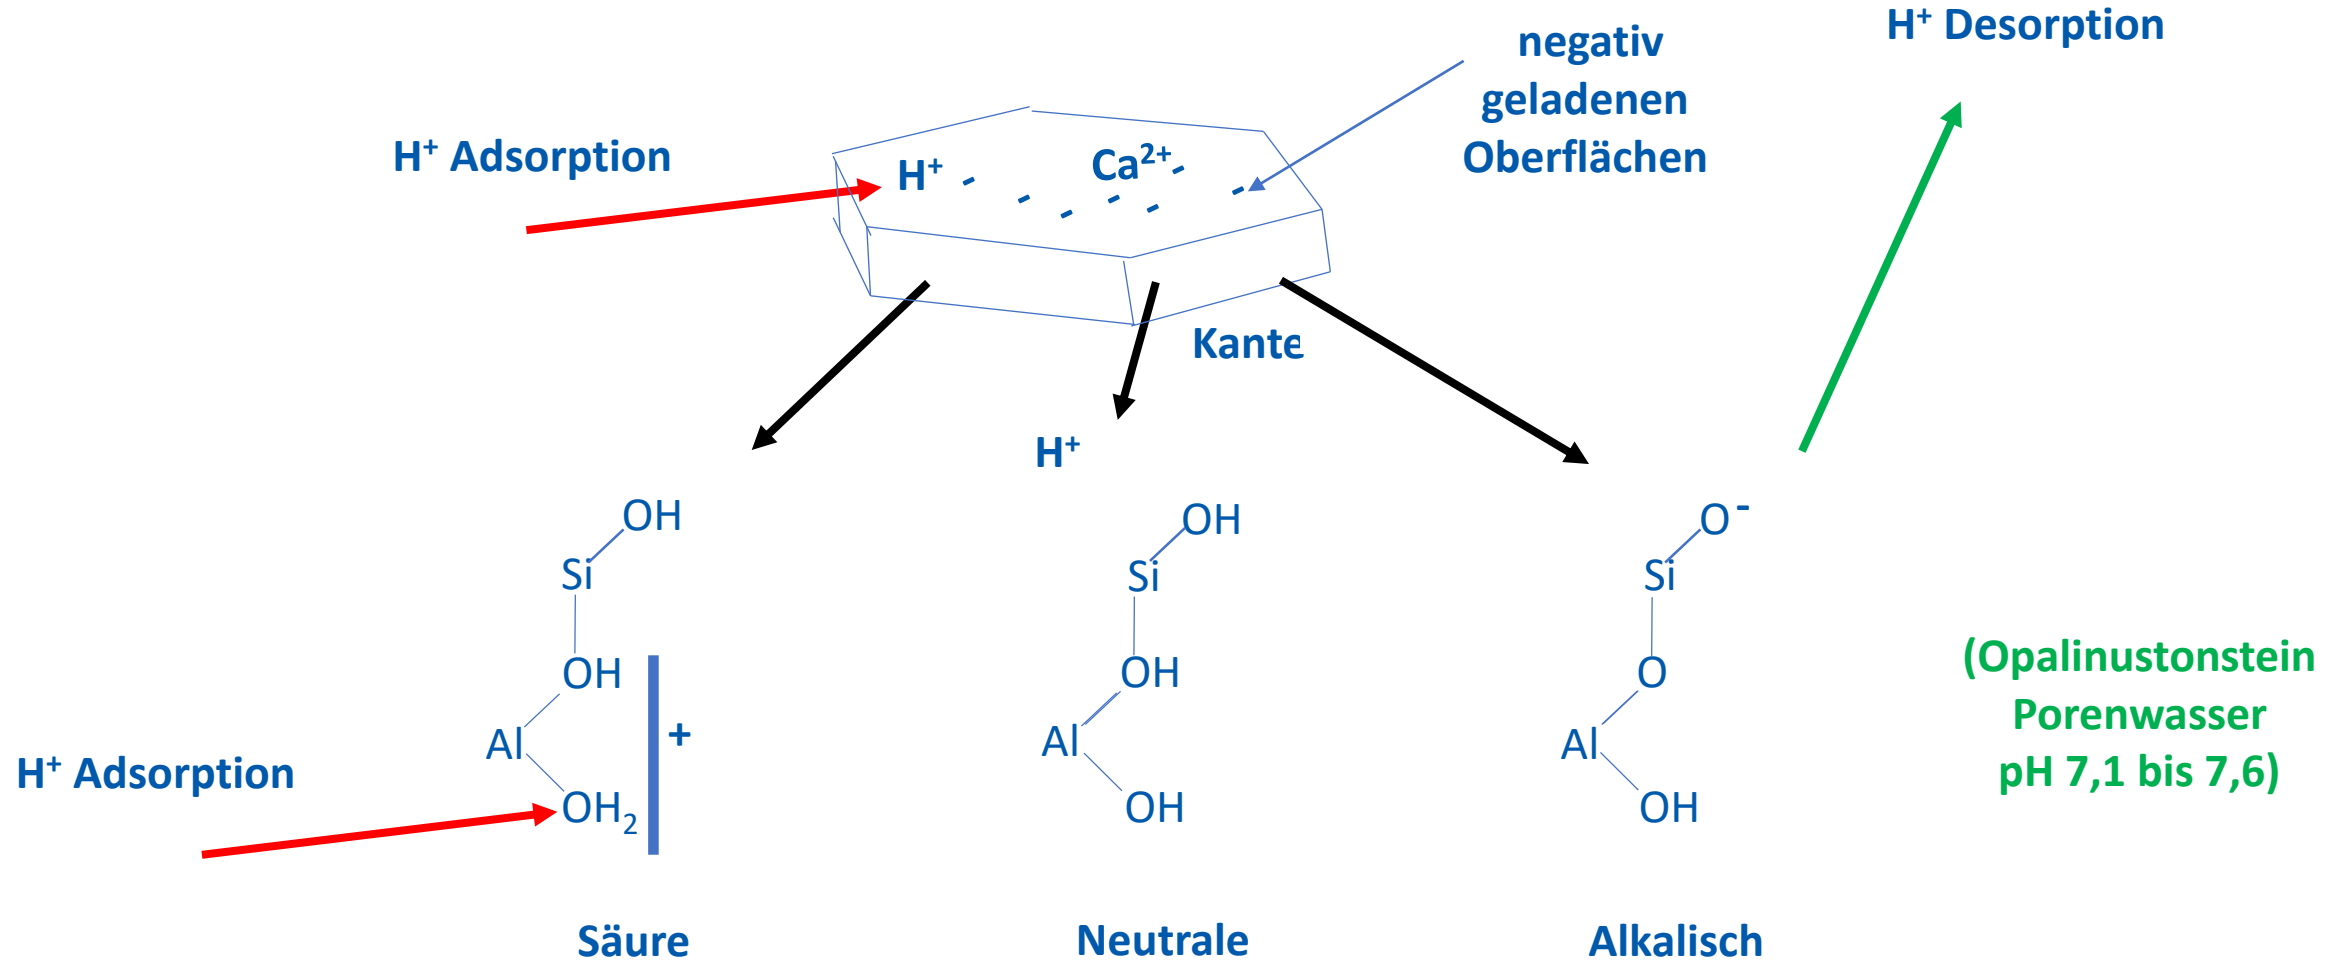 H⁺ Desorption
negativ
geladenen
Oberflächen
H⁺ Adsorption
H⁺ - - - - - - -
Ca²⁺
Kante
H⁺
OH
Si
OH
Al
OH₂
+
H⁺ Adsorption
Säure
OH
Si
OH
Al
OH
Neutrale
O -
Si
O
Al
OH
Alkalisch
(Opalinustonstein
Porenwasser
pH 7,1 bis 7,6)